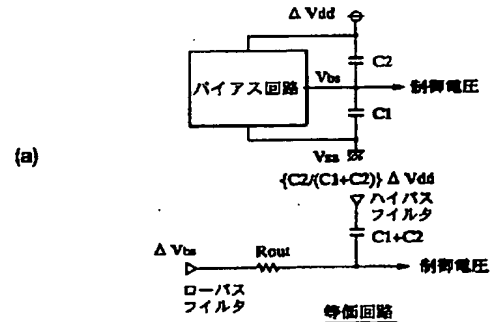 Δ Vdd
C2
バイアス回路
Vbs
制御電圧
C1
(a)
Vss
{C2/(C1+C2)} Δ Vdd
ハイパス
フィルタ
C1+C2
Δ Vbs
Rout
制御電圧
ローパス
フィルタ
等価回路